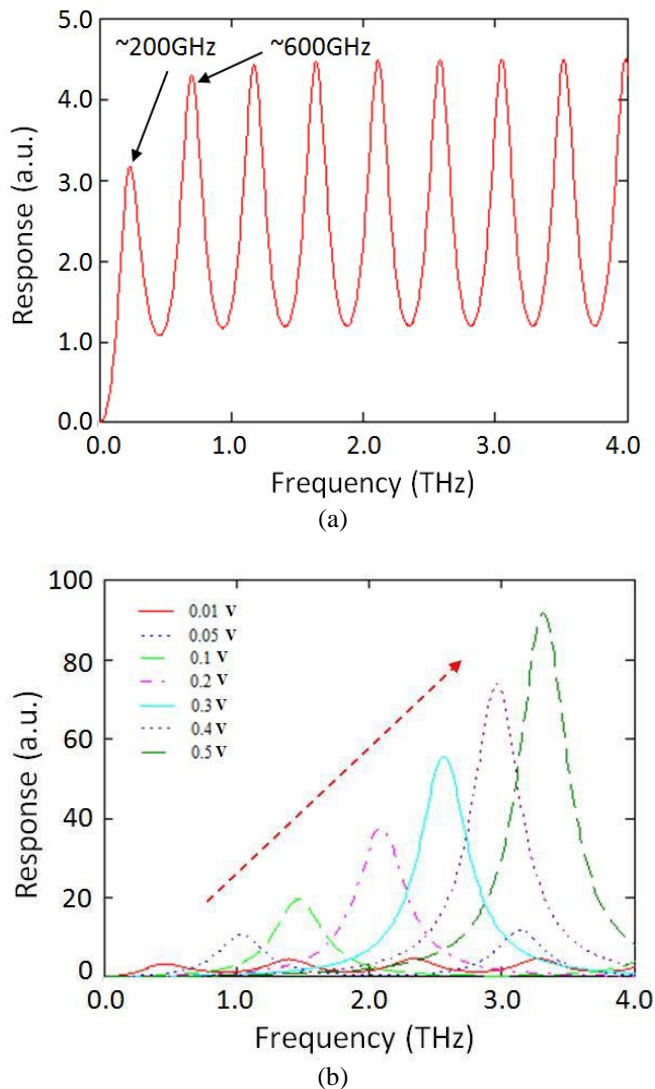 5.0
~200GHz
~600GHz
4.0
3.0
2.0
1.0
0.0
Response (a.u.)
0.0 1.0 2.0 3.0 4.0
Frequency (THz)
(a)
100
80
60
40
20
0
Response (a.u.)
0.01 V
0.05 V
0.1 V
0.2 V
0.3 V
0.4 V
0.5 V
0.0 1.0 2.0 3.0 4.0
Frequency (THz)
(b)